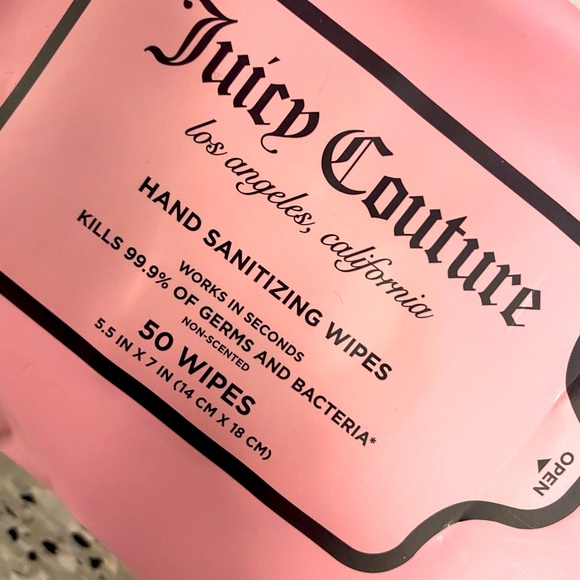 Juicy Couture
los angeles, california
HAND SANITIZING WIPES
WORKS IN SECONDS
KILLS 99.9% OF GERMS AND BACTERIA*
NON-SCENTED
50 WIPES
5.5 IN X 7 IN (14 CM X 18 CM)
OPEN